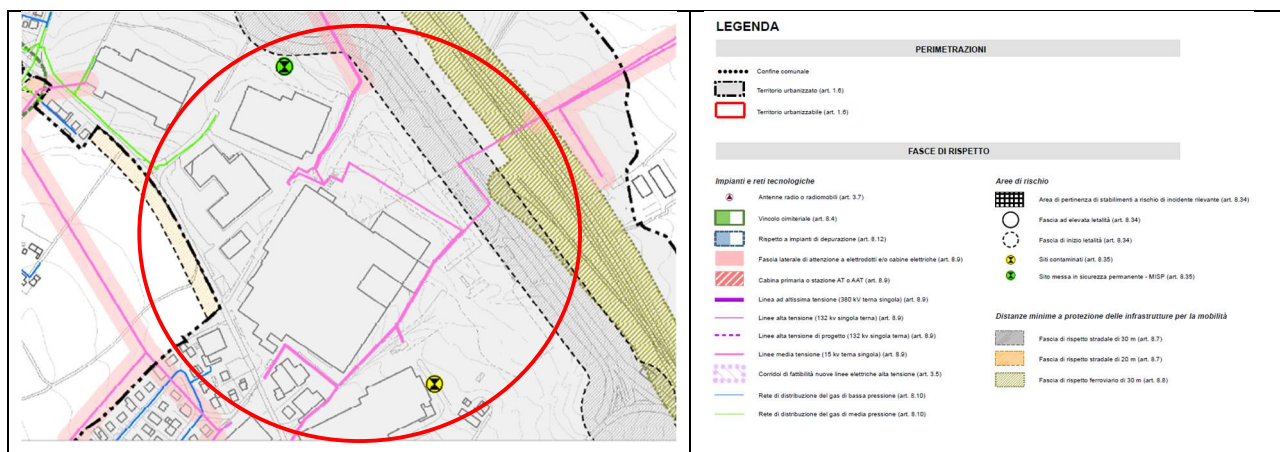 LEGENDA
PERIMETRAZIONI
Confine comunale
Territorio urbanizzato (art. 1.6)
Territorio urbanizzabile (art. 1.6)
FASCE DI RISPETTO
Impianti e reti tecnologiche
Antenne radio o radiomobili (art. 3.7)
Vincolo cimiteriale (art. 8.4)
Rispetto a impianti di depurazione (art. 8.12)
Fascia laterale di attenzione a elettrodotti e/o cabine elettriche (art. 8.9)
Cabina primaria o stazione AT o AAT (art. 8.9)
Linea ad altissima tensione (380 kV terna singola) (art. 8.9)
Linee alta tensione (132 kv singola terna) (art. 8.9)
Linee alta tensione di progetto (132 kv singola terna) (art. 8.9)
Linee media tensione (15 kv terna singola) (art. 8.9)
Corridoi di fattibilità nuove linee elettriche alta tensione (art. 3.5)
Rete di distribuzione del gas di bassa pressione (art. 8.10)
Rete di distribuzione del gas di media pressione (art. 8.10)
Aree di rischio
Area di pertinenza di stabilimenti a rischio di incidente rilevante (art. 8.34)
Fascia ad elevata letalità (art. 8.34)
Fascia di inizio letalità (art. 8.34)
Siti contaminati (art. 8.35)
Sito messa in sicurezza permanente - MISP (art. 8.35)
Distanze minime a protezione delle infrastrutture per la mobilità
Fascia di rispetto stradale di 30 m (art. 8.7)
Fascia di rispetto stradale di 20 m (art. 8.7)
Fascia di rispetto ferroviario di 30 m (art. 8.8)